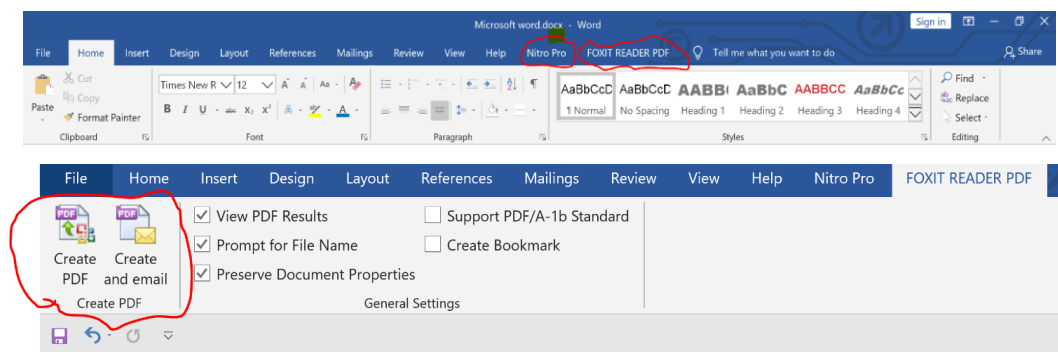 Microsoft word.docx - Word
Sign in
File Home Insert Design Layout References Mailings Review View Help Nitro Pro FOXIT READER PDF Tell me what you want to do Share
Paste
Cut
Copy
Format Painter
Clipboard
Times New R 12 A A Aa A
B I U abc X₂ X² A ab A
Font
Paragraph
AaBbCcD AaBbCcD AABB( AaBbC AABBCC AaBbCc
¶ Normal No Spacing Heading 1 Heading 2 Heading 3 Heading 4
Styles
Find
Replace
Select
Editing
File Home Insert Design Layout References Mailings Review View Help Nitro Pro FOXIT READER PDF
PDF PDF
Create PDF
Create and email
Create PDF
View PDF Results
Prompt for File Name
Preserve Document Properties
Support PDF/A-1b Standard
Create Bookmark
General Settings